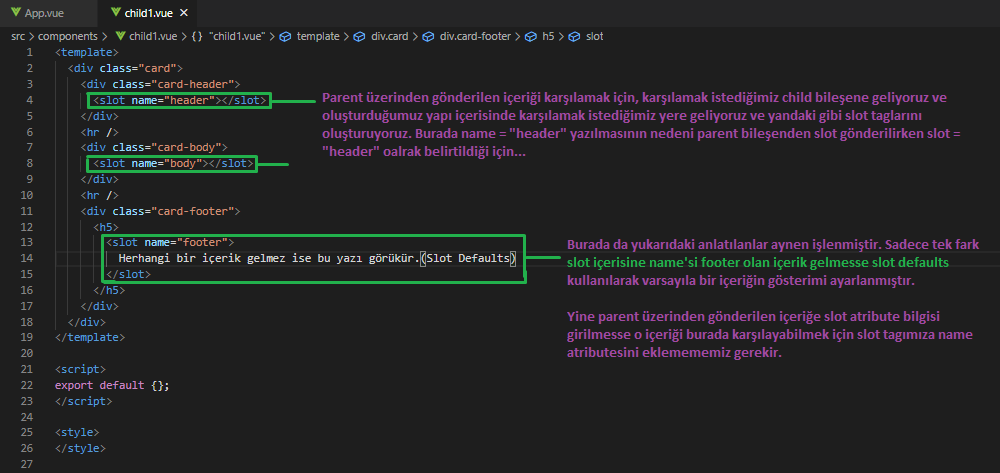 App.vue
child1.vue ×
src > components > child1.vue > {} "child1.vue" > template > div.card > div.card-footer > h5 > slot
1 <template>
2 <div class="card">
3 <div class="card-header">
4 <slot name="header"></slot>
Parent üzerinden gönderilen içeriği karşılamak için, karşılamak istediğimiz child bileşene geliyoruz ve
oluşturduğumuz yapı içerisinde karşılamak istediğimiz yere geliyoruz ve yandaki gibi slot taglarını
oluşturuyoruz. Burada name = "header" yazılmasının nedeni parent bileşenden slot gönderilirken slot =
"header" oalrak belirtildiği için...
5 </div>
6 <hr />
7 <div class="card-body">
8 <slot name="body"></slot>
9 </div>
10 <hr />
11 <div class="card-footer">
12 <h5>
13 <slot name="footer">
14 Herhangi bir içerik gelmez ise bu yazı görükür.(Slot Defaults)
15 </slot>
Burada da yukarıdaki anlatılanlar aynen işlenmiştir. Sadece tek fark
slot içerisine name'si footer olan içerik gelmesse slot defaults
kullanılarak varsayıla bir içeriğin gösterimi ayarlanmıştır.
Yine parent üzerinden gönderilen içeriğe slot atribute bilgisi
girilmesse o içeriği burada karşılayabilmek için slot tagımıza name
atributesini eklemememiz gerekir.
16 </h5>
17 </div>
18 </div>
19 </template>
20
21 <script>
22 export default {};
23 </script>
24
25 <style>
26 </style>
27